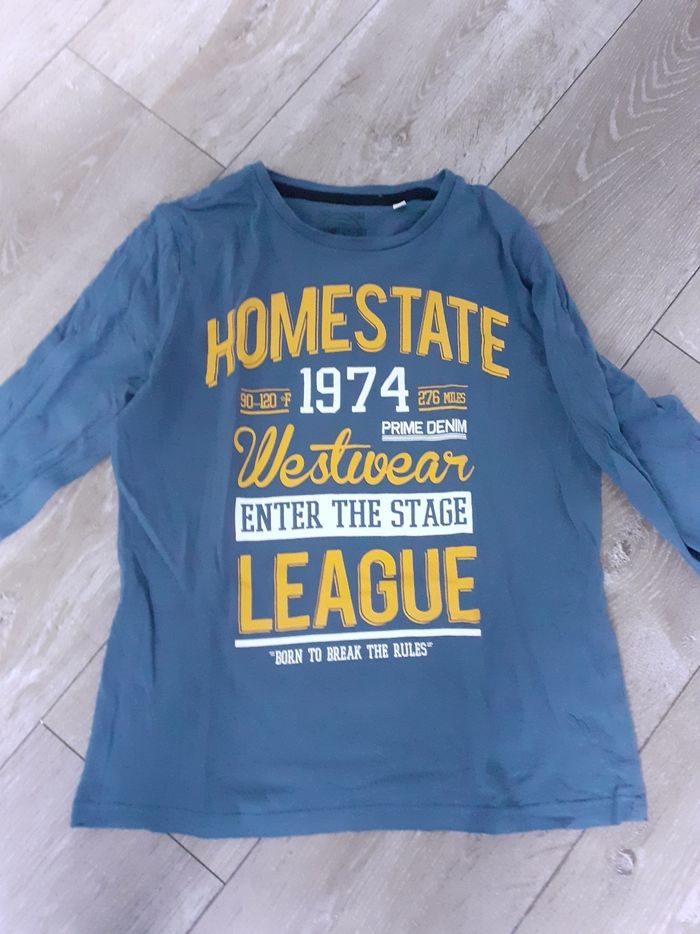 HOMESTATE
90-120 °F 1974 276 MILES
PRIME DENIM
Westwear
ENTER THE STAGE
LEAGUE
"BORN TO BREAK THE RULES"